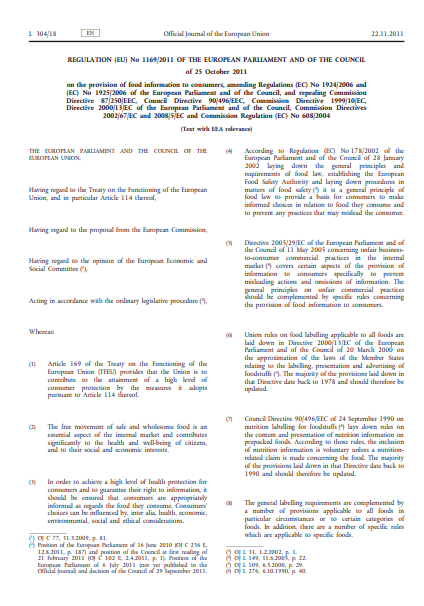 L 304/18 EN Official Journal of the European Union 22.11.2011
REGULATION (EU) No 1169/2011 OF THE EUROPEAN PARLIAMENT AND OF THE COUNCIL
of 25 October 2011
on the provision of food information to consumers, amending Regulations (EC) No 1924/2006 and
(EC) No 1925/2006 of the European Parliament and of the Council, and repealing Commission
Directive 87/250/EEC, Council Directive 90/496/EEC, Commission Directive 1999/10/EC,
Directive 2000/13/EC of the European Parliament and of the Council, Commission Directives
2002/67/EC and 2008/5/EC and Commission Regulation (EC) No 608/2004
(Text with EEA relevance)
THE EUROPEAN PARLIAMENT AND THE COUNCIL OF THE
EUROPEAN UNION,
Having regard to the Treaty on the Functioning of the European
Union, and in particular Article 114 thereof,
Having regard to the proposal from the European Commission,
Having regard to the opinion of the European Economic and
Social Committee (1),
Acting in accordance with the ordinary legislative procedure (2),
Whereas:
(1) Article 169 of the Treaty on the Functioning of the
European Union (TFEU) provides that the Union is to
contribute to the attainment of a high level of
consumer protection by the measures it adopts
pursuant to Article 114 thereof.
(2) The free movement of safe and wholesome food is an
essential aspect of the internal market and contributes
significantly to the health and well-being of citizens,
and to their social and economic interests.
(3) In order to achieve a high level of health protection for
consumers and to guarantee their right to information, it
should be ensured that consumers are appropriately
informed as regards the food they consume. Consumers'
choices can be influenced by, inter alia, health, economic,
environmental, social and ethical considerations.
(1) OJ C 77, 31.3.2009, p. 81.
(2) Position of the European Parliament of 16 June 2010 (OJ C 236 E,
12.8.2011, p. 187) and position of the Council at first reading of
21 February 2011 (OJ C 102 E, 2.4.2011, p. 1). Position of the
European Parliament of 6 July 2011 (not yet published in the
Official Journal) and decision of the Council of 29 September 2011.
(4) According to Regulation (EC) No 178/2002 of the
European Parliament and of the Council of 28 January
2002 laying down the general principles and
requirements of food law, establishing the European
Food Safety Authority and laying down procedures in
matters of food safety (3) it is a general principle of
food law to provide a basis for consumers to make
informed choices in relation to food they consume and
to prevent any practices that may mislead the consumer.
(5) Directive 2005/29/EC of the European Parliament and of
the Council of 11 May 2005 concerning unfair business-
to-consumer commercial practices in the internal
market (4) covers certain aspects of the provision of
information to consumers specifically to prevent
misleading actions and omissions of information. The
general principles on unfair commercial practices
should be complemented by specific rules concerning
the provision of food information to consumers.
(6) Union rules on food labelling applicable to all foods are
laid down in Directive 2000/13/EC of the European
Parliament and of the Council of 20 March 2000 on
the approximation of the laws of the Member States
relating to the labelling, presentation and advertising of
foodstuffs (5). The majority of the provisions laid down in
that Directive date back to 1978 and should therefore be
updated.
(7) Council Directive 90/496/EEC of 24 September 1990 on
nutrition labelling for foodstuffs (6) lays down rules on
the content and presentation of nutrition information on
prepacked foods. According to those rules, the inclusion
of nutrition information is voluntary unless a nutrition-
related claim is made concerning the food. The majority
of the provisions laid down in that Directive date back to
1990 and should therefore be updated.
(8) The general labelling requirements are complemented by
a number of provisions applicable to all foods in
particular circumstances or to certain categories of
foods. In addition, there are a number of specific rules
which are applicable to specific foods.
(3) OJ L 31, 1.2.2002, p. 1.
(4) OJ L 149, 11.6.2005, p. 22.
(5) OJ L 109, 6.5.2000, p. 29.
(6) OJ L 276, 6.10.1990, p. 40.